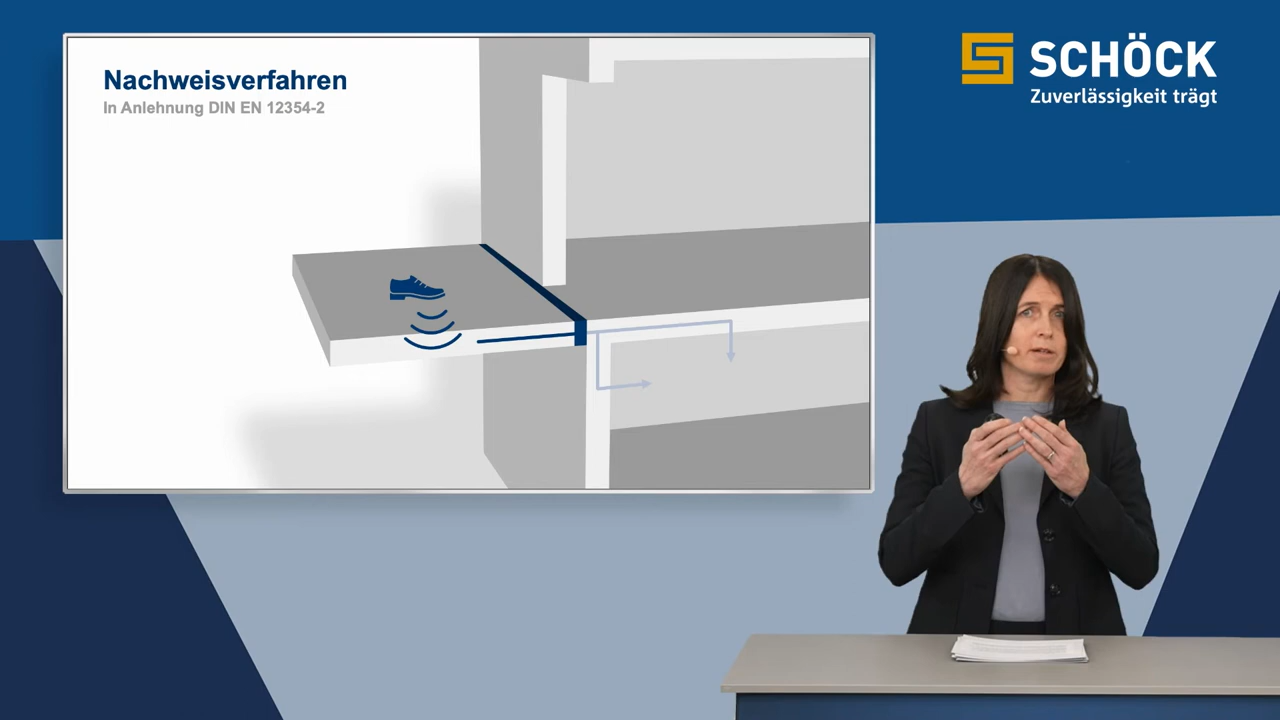 Nachweisverfahren
In Anlehnung DIN EN 12354-2
SCHÖCK
Zuverlässigkeit trägt